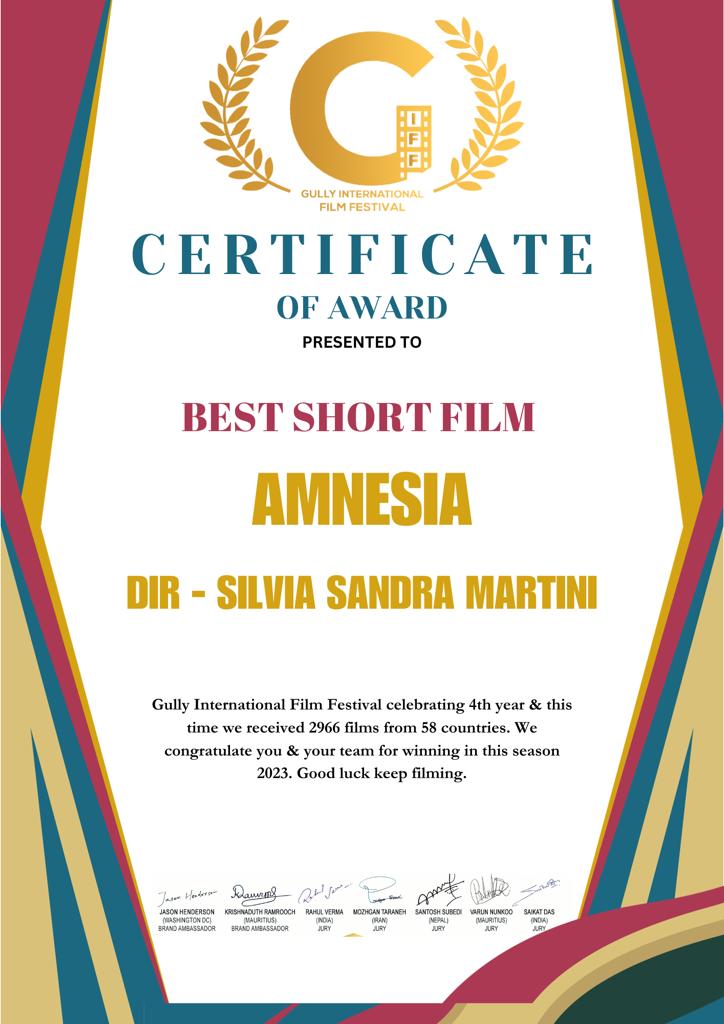 I
F
F
GULLY INTERNATIONAL
FILM FESTIVAL
CERTIFICATE
OF AWARD
PRESENTED TO
BEST SHORT FILM
AMNESIA
DIR - SILVIA SANDRA MARTINI
Gully International Film Festival celebrating 4th year & this
time we received 2966 films from 58 countries. We
congratulate you & your team for winning in this season
2023. Good luck keep filming.
JASON HENDERSON
(WASHINGTON DC)
BRAND AMBASSADOR
KRISHNADUTH RAMROOCH
(MAURITIUS)
BRAND AMBASSADOR
RAHUL VERMA
(INDIA)
JURY
MOZHGAN TARANEH
(IRAN)
JURY
SANTOSH SUBEDI
(NEPAL)
JURY
VARUN NUNKOO
(MAURITIUS)
JURY
SAIKAT DAS
(INDIA)
JURY